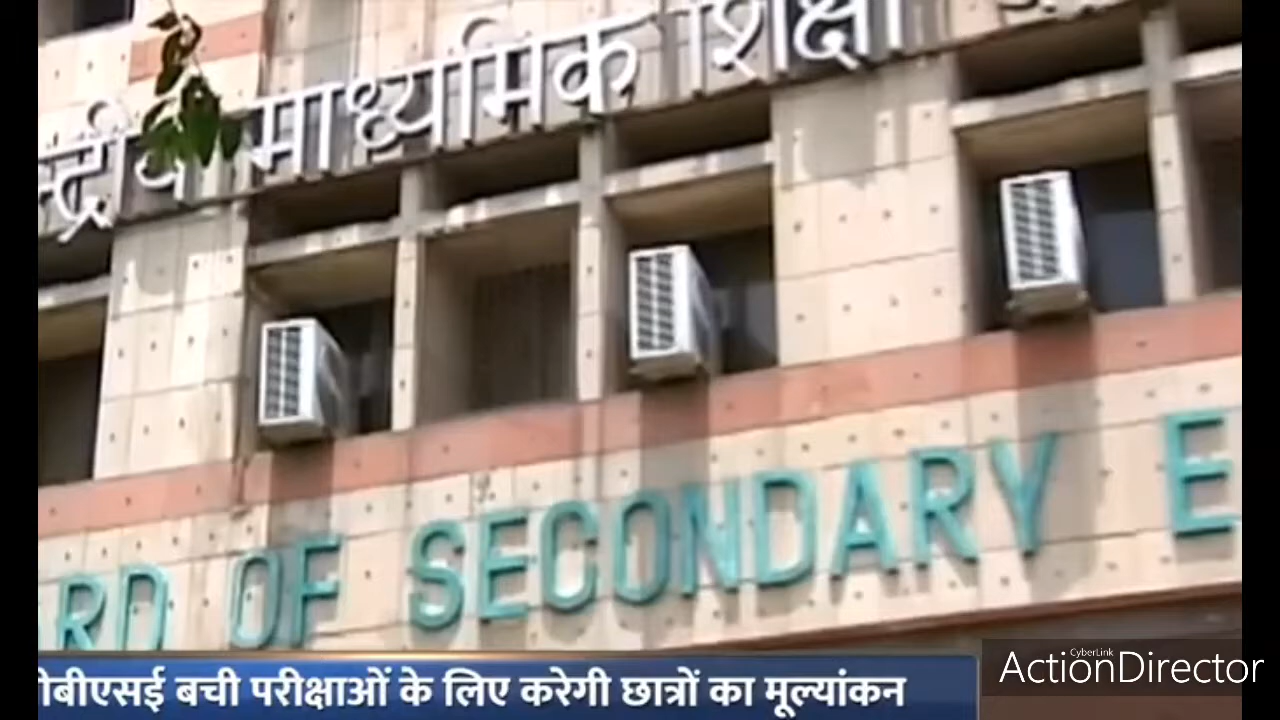 माध्यमिक शिक्षा
OF SECONDARY
बची परीक्षाओं के लिए करेगी छात्रों का मूल्यांकन
CyberLink
ActionDirector